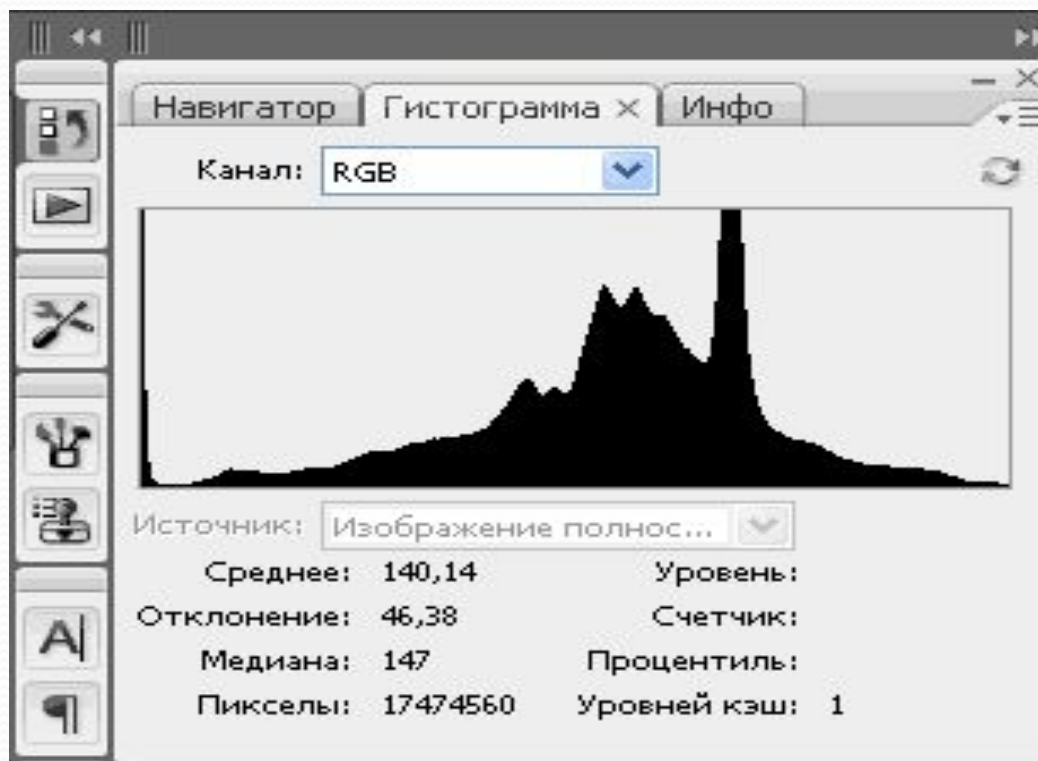 Навигатор Гистограмма × Инфо
Канал: RGB
Источник: Изображение полнос...
Среднее: 140,14 Уровень:
Отклонение: 46,38 Счетчик:
Медиана: 147 Процентиль:
Пикселы: 17474560 Уровней кэш: 1